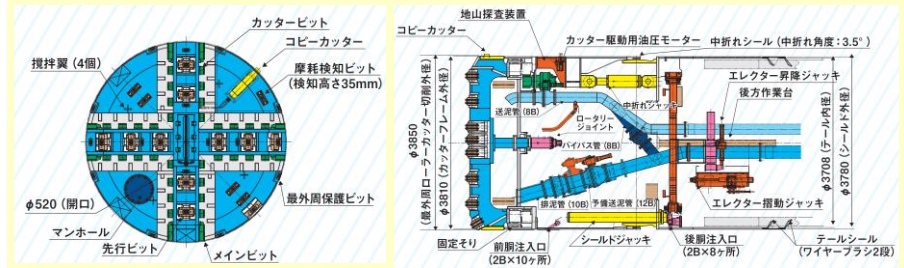 カッタービット
コピーカッター
撹拌翼（4個）
摩耗検知ビット
（検知高さ35mm）
最外周保護ビット
φ520（開口）
マンホール
先行ビット
メインビット
地山探査装置
コピーカッター
カッター駆動用油圧モーター
中折れシール（中折れ角度：3.5°）
エレクター昇降ジャッキ
後方作業台
送泥管（8B）
中折れジャッキ
ロータリー
ジョイント
バイパス管（8B）
φ3850
（最外周ローラーカッター切削外径）
φ3810（カッターフレーム外径）
φ3708（テール内径）
φ3780（シールド外径）
排泥管（10B）
予備送泥管（12B）
エレクター摺動ジャッキ
固定そり
前胴注入口
（2B×10ヶ所）
シールドジャッキ
後胴注入口
（2B×8ヶ所）
テールシール
（ワイヤーブラシ2段）